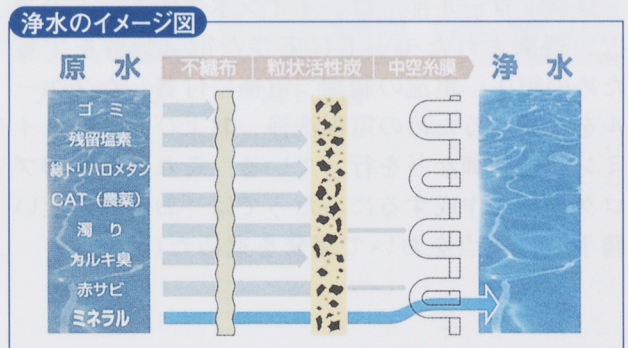 浄水のイメージ図
原水 不織布 粒状活性炭 中空糸膜 浄水
ゴミ
残留塩素
総トリハロメタン
CAT（農薬）
濁り
カルキ臭
赤サビ
ミネラル